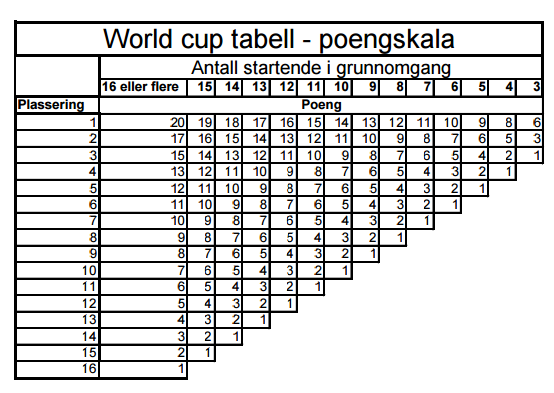 World cup tabell - poengskala
Antall startende i grunnomgang
16 eller flere 15 14 13 12 11 10 9 8 7 6 5 4 3
Plassering Poeng
1 20 19 18 17 16 15 14 13 12 11 10 9 8 6
2 17 16 15 14 13 12 11 10 9 8 7 6 5 3
3 15 14 13 12 11 10 9 8 7 6 5 4 2 1
4 13 12 11 10 9 8 7 6 5 4 3 2 1
5 12 11 10 9 8 7 6 5 4 3 2 1
6 11 10 9 8 7 6 5 4 3 2 1
7 10 9 8 7 6 5 4 3 2 1
8 9 8 7 6 5 4 3 2 1
9 8 7 6 5 4 3 2 1
10 7 6 5 4 3 2 1
11 6 5 4 3 2 1
12 5 4 3 2 1
13 4 3 2 1
14 3 2 1
15 2 1
16 1